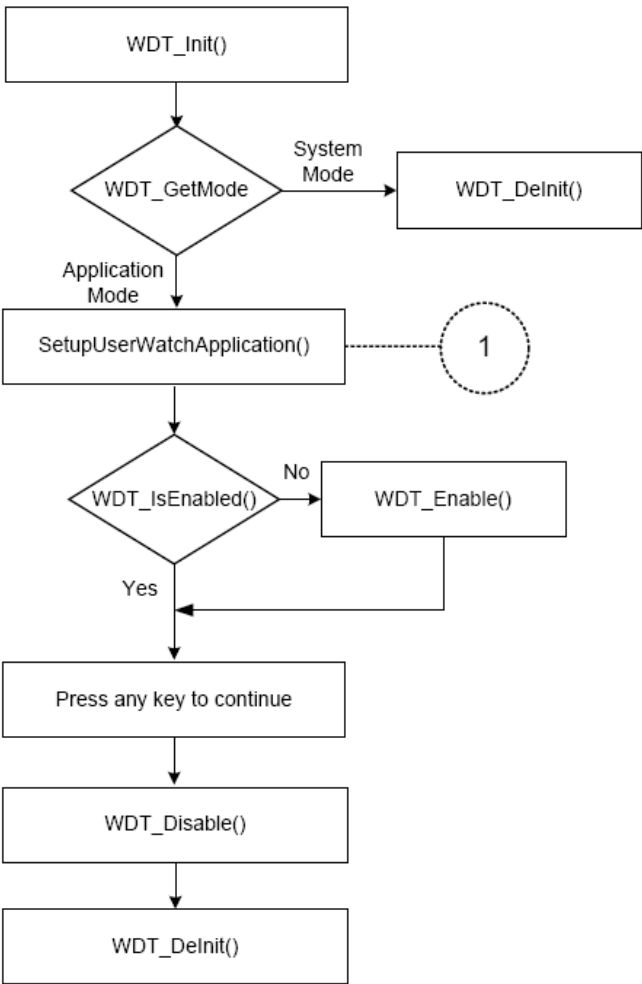 WDT_Init()
System
Mode
WDT_GetMode
WDT_DeInit()
Application
Mode
SetupUserWatchApplication()
1
No
WDT_IsEnabled()
WDT_Enable()
Yes
Press any key to continue
WDT_Disable()
WDT_DeInit()